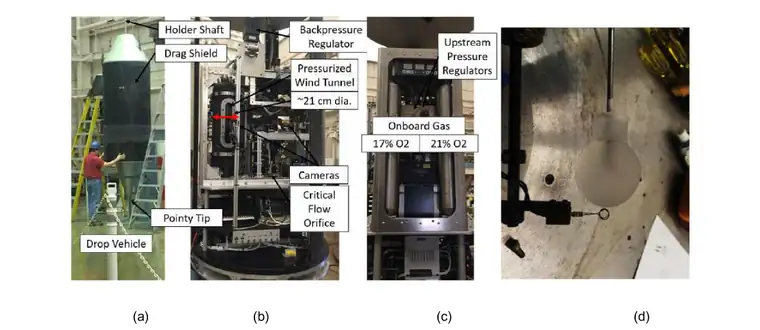 Holder Shaft
Drag Shield
Pointy Tip
Drop Vehicle
Backpressure
Regulator
Pressurized
Wind Tunnel
~21 cm dia.
Cameras
Critical
Flow
Orifice
Upstream
Pressure
Regulators
Onboard Gas
17% O2 21% O2
(a) (b) (c) (d)